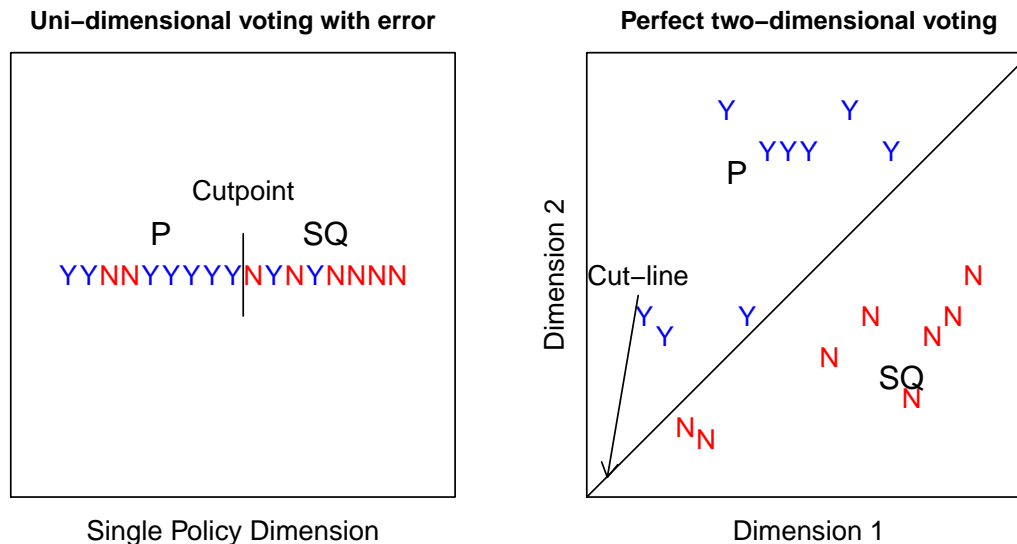 Uni−dimensional voting with error
Cutpoint
P SQ
YYNNYYYYYNYNYNNNN
Single Policy Dimension
Perfect two−dimensional voting
Y Y
YYY Y
P
Dimension 2
Cut−line
N
Y Y N N
Y N
N
SQ
N
NN
Dimension 1